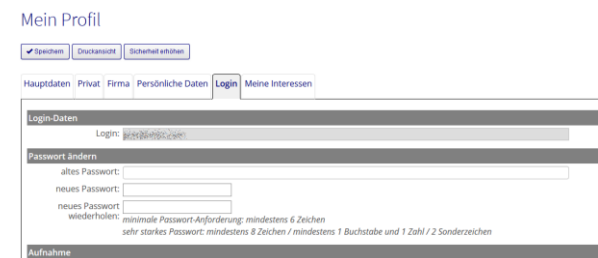 Mein Profil
✔ Speichern Druckansicht Sicherheit erhöhen
Hauptdaten Privat Firma Persönliche Daten Login Meine Interessen
Login-Daten
Login:
Passwort ändern
altes Passwort:
neues Passwort:
neues Passwort
wiederholen:
minimale Passwort-Anforderung: mindestens 6 Zeichen
sehr starkes Passwort: mindestens 8 Zeichen / mindestens 1 Buchstabe und 1 Zahl / 2 Sonderzeichen
Aufnahme